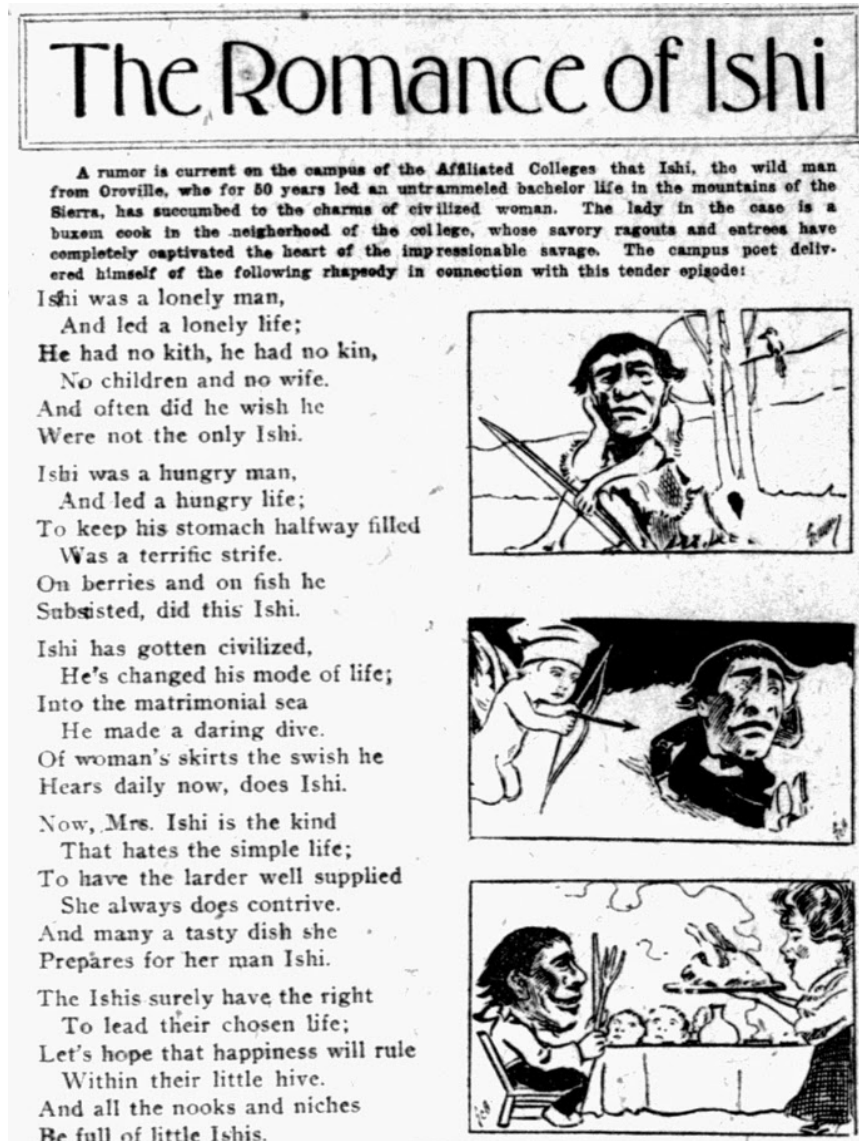 The Romance of Ishi
A rumor is current on the campus of the Affiliated Colleges that Ishi, the wild man
from Oroville, who for 50 years led an untrammeled bachelor life in the mountains of the
Sierra, has succumbed to the charms of civilized woman. The lady in the case is a
buxom cook in the neigherhood of the college, whose savory ragouts and entrees have
completely captivated the heart of the impressionable savage. The campus poet deliv-
ered himself of the following rhapsody in connection with this tender episode:
Ishi was a lonely man,
And led a lonely life;
He had no kith, he had no kin,
No children and no wife.
And often did he wish he
Were not the only Ishi.
Ishi was a hungry man,
And led a hungry life;
To keep his stomach halfway filled
Was a terrific strife.
On berries and on fish he
Subsisted, did this Ishi.
Ishi has gotten civilized,
He's changed his mode of life;
Into the matrimonial sea
He made a daring dive.
Of woman's skirts the swish he
Hears daily now, does Ishi.
Now, Mrs. Ishi is the kind
That hates the simple life;
To have the larder well supplied
She always does contrive.
And many a tasty dish she
Prepares for her man Ishi.
The Ishis surely have the right
To lead their chosen life;
Let's hope that happiness will rule
Within their little hive.
And all the nooks and niches
Be full of little Ishis.